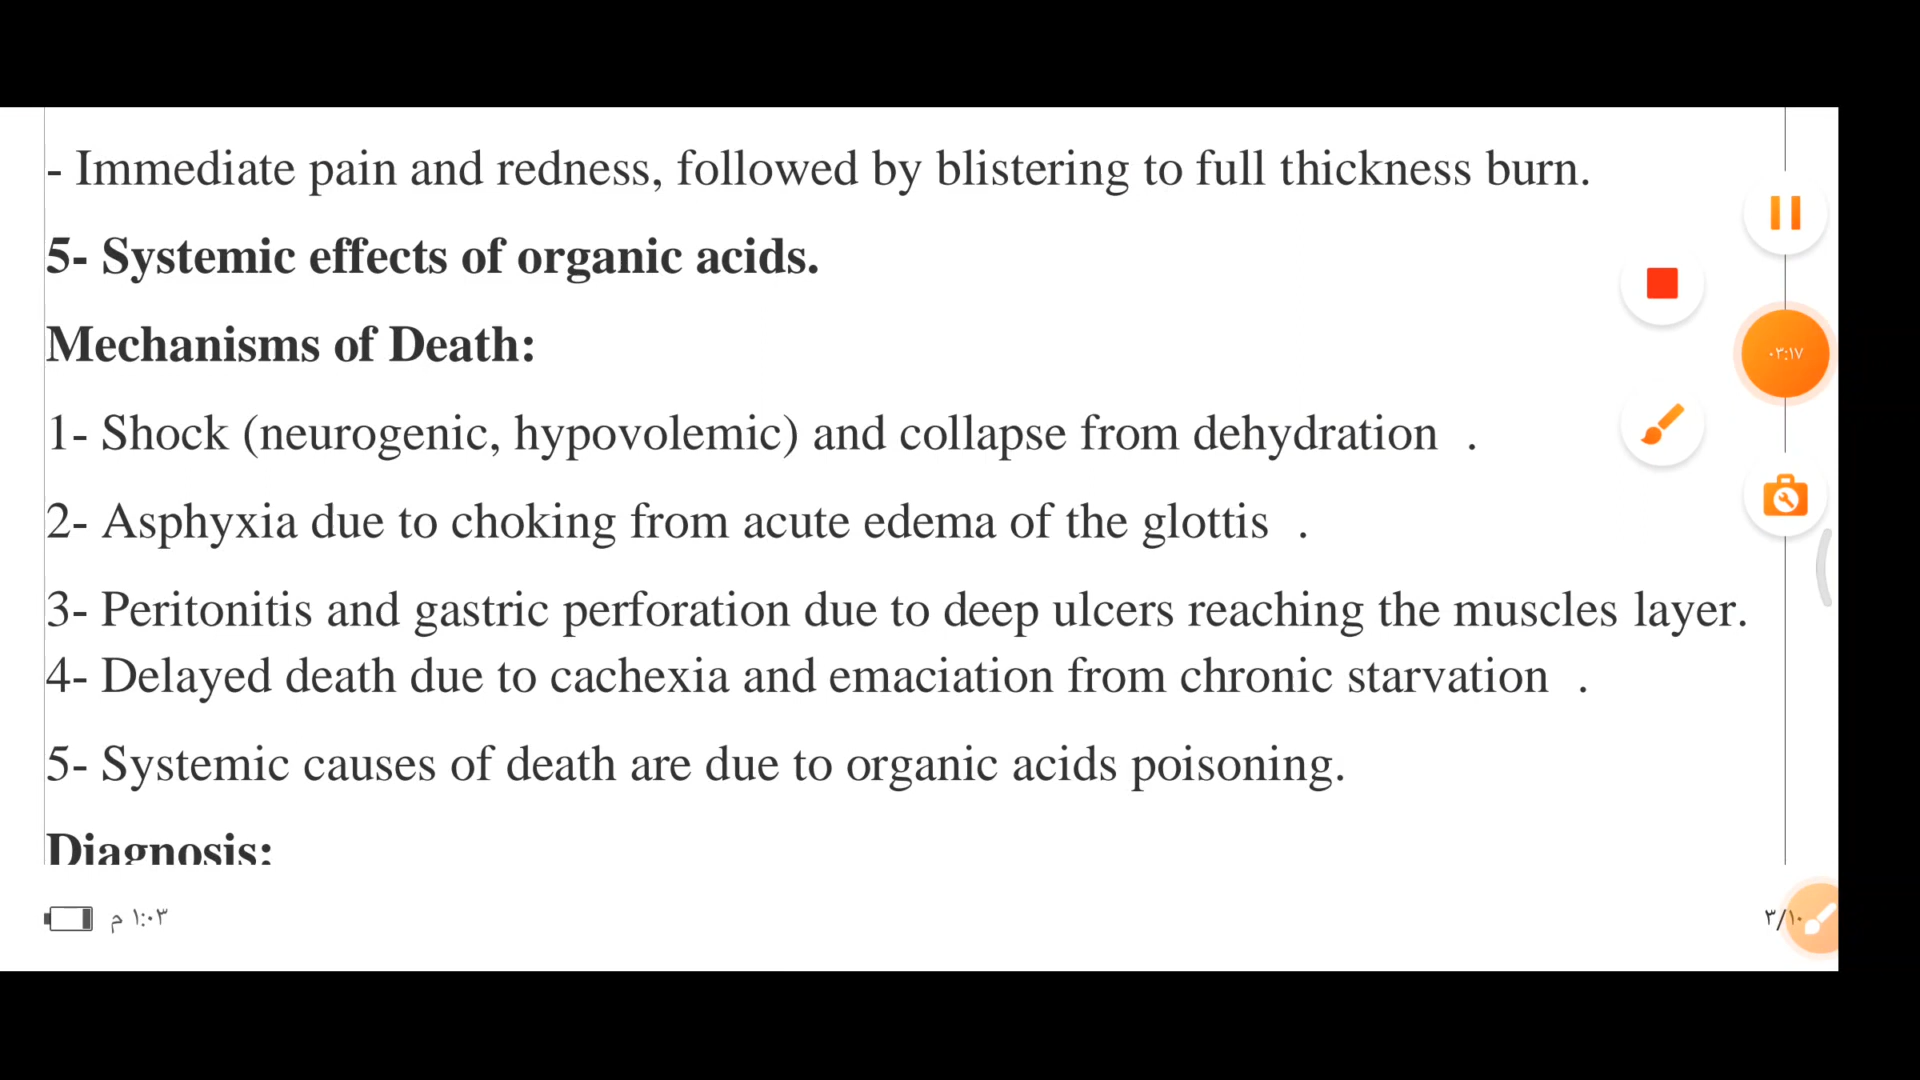 - Immediate pain and redness, followed by blistering to full thickness burn.
5- Systemic effects of organic acids.
Mechanisms of Death:
1- Shock (neurogenic, hypovolemic) and collapse from dehydration .
2- Asphyxia due to choking from acute edema of the glottis .
3- Peritonitis and gastric perforation due to deep ulcers reaching the muscles layer.
4- Delayed death due to cachexia and emaciation from chronic starvation .
5- Systemic causes of death are due to organic acids poisoning.
Diagnosis:
٠٣:١٧
١:٠٣ م
٣/١٠